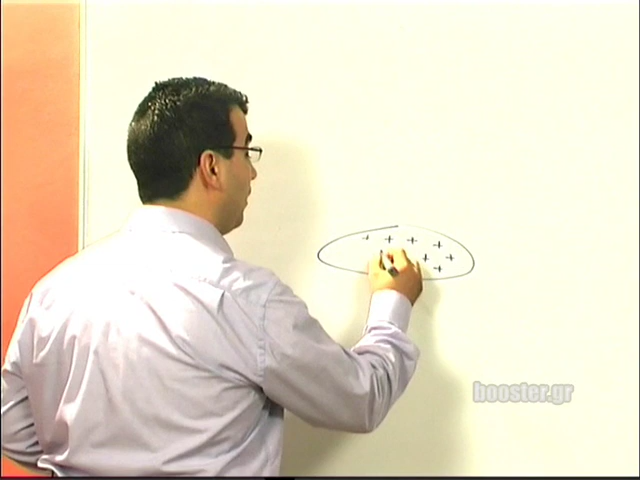 + + + +
+ + +
+
booster.gr